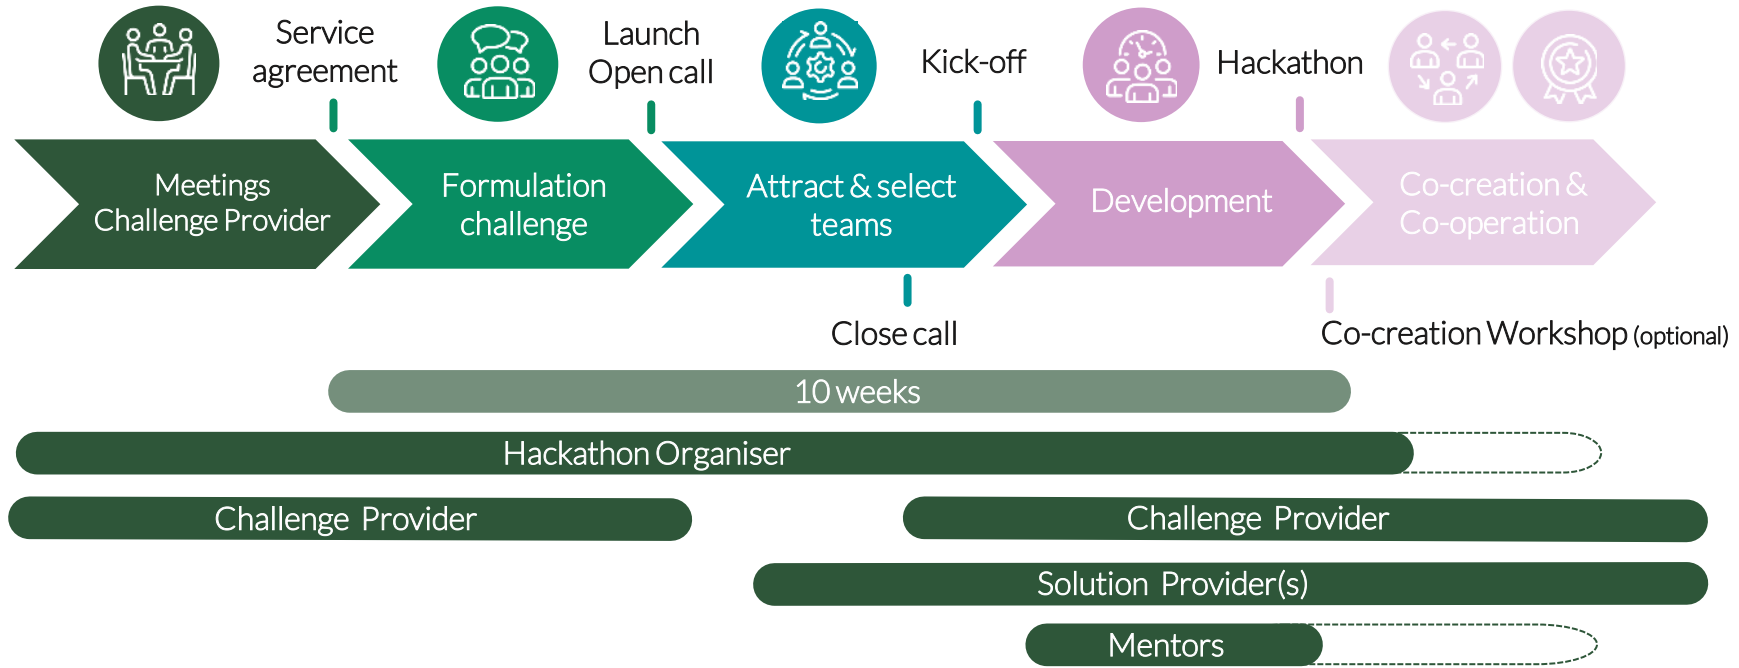 Service
agreement
Launch
Open call
Kick-off
Hackathon
Meetings
Challenge Provider
Formulation
challenge
Attract & select
teams
Development
Co-creation &
Co-operation
Close call
Co-creation Workshop (optional)
10 weeks
Hackathon Organiser
Challenge Provider
Challenge Provider
Solution Provider(s)
Mentors